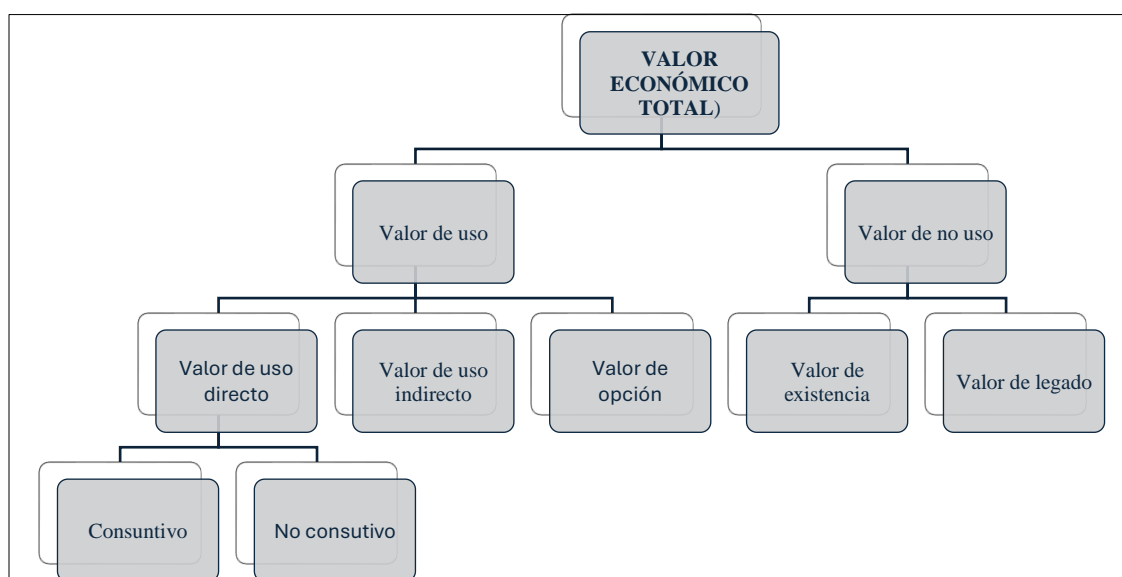 VALOR
ECONÓMICO
TOTAL)
Valor de uso
Valor de no uso
Valor de uso
directo
Valor de uso
indirecto
Valor de
opción
Valor de
existencia
Valor de legado
Consuntivo
No consutivo